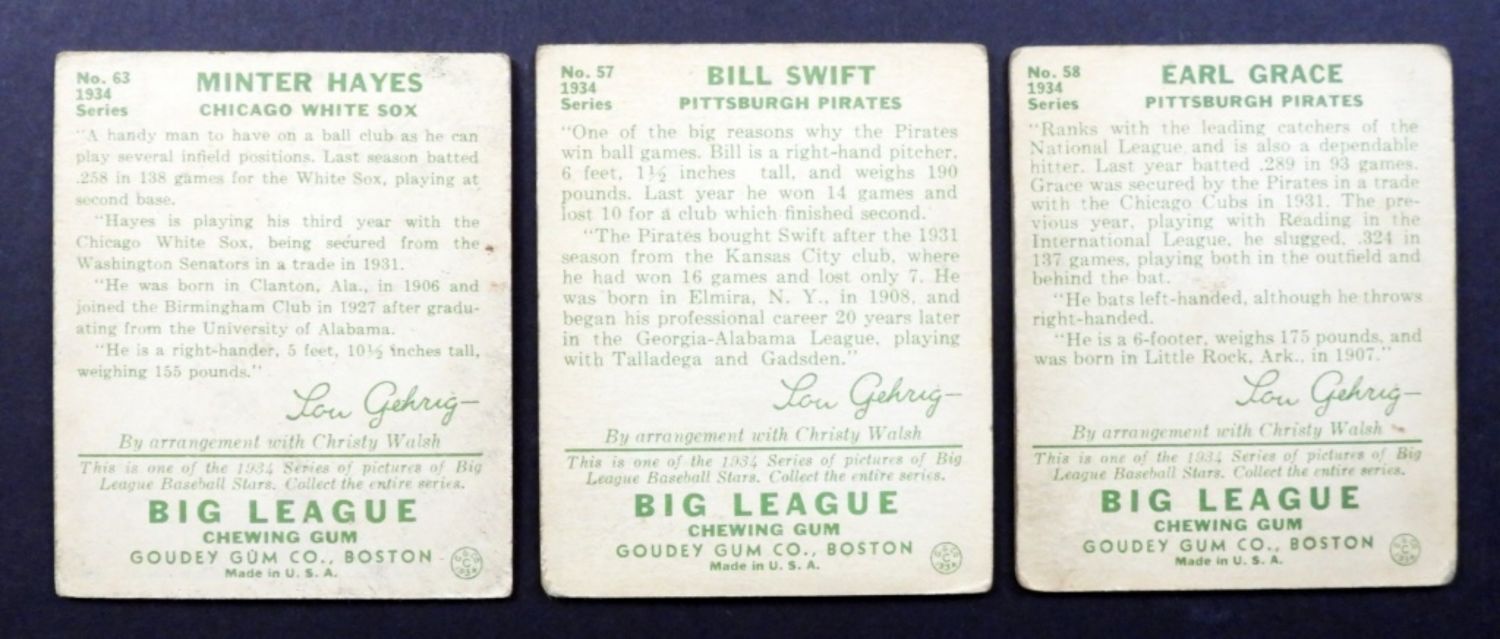 No. 63
1934
Series
MINTER HAYES
CHICAGO WHITE SOX
"A handy man to have on a ball club as he can
play several infield positions. Last season batted
.258 in 138 games for the White Sox, playing at
second base.
"Hayes is playing his third year with the
Chicago White Sox, being secured from the
Washington Senators in a trade in 1931.
"He was born in Clanton, Ala., in 1906 and
joined the Birmingham Club in 1927 after gradu-
ating from the University of Alabama.
"He is a right-hander, 5 feet, 10½ inches tall,
weighing 155 pounds."
Lou Gehrig
By arrangement with Christy Walsh
This is one of the 1934 Series of pictures of Big
League Baseball Stars. Collect the entire series.
BIG LEAGUE
CHEWING GUM
GOUDEY GUM CO., BOSTON
Made in U. S. A.
No. 57
1934
Series
BILL SWIFT
PITTSBURGH PIRATES
"One of the big reasons why the Pirates
win ball games. Bill is a right-hand pitcher,
6 feet, 1½ inches tall, and weighs 190
pounds. Last year he won 14 games and
lost 10 for a club which finished second.
"The Pirates bought Swift after the 1931
season from the Kansas City club, where
he had won 16 games and lost only 7. He
was born in Elmira, N. Y., in 1908, and
began his professional career 20 years later
in the Georgia-Alabama League, playing
with Talladega and Gadsden."
Lou Gehrig
By arrangement with Christy Walsh
This is one of the 1934 Series of pictures of Big
League Baseball Stars. Collect the entire series.
BIG LEAGUE
CHEWING GUM
GOUDEY GUM CO., BOSTON
Made in U. S. A.
No. 58
1934
Series
EARL GRACE
PITTSBURGH PIRATES
"Ranks with the leading catchers of the
National League and is also a dependable
hitter. Last year batted .289 in 93 games.
Grace was secured by the Pirates in a trade
with the Chicago Cubs in 1931. The pre-
vious year, playing with Reading in the
International League, he slugged, .324 in
137 games, playing both in the outfield and
behind the bat.
"He bats left-handed, although he throws
right-handed.
"He is a 6-footer, weighs 175 pounds, and
was born in Little Rock, Ark., in 1907."
Lou Gehrig
By arrangement with Christy Walsh
This is one of the 1934 Series of pictures of Big
League Baseball Stars. Collect the entire series.
BIG LEAGUE
CHEWING GUM
GOUDEY GUM CO., BOSTON
Made in U. S. A.